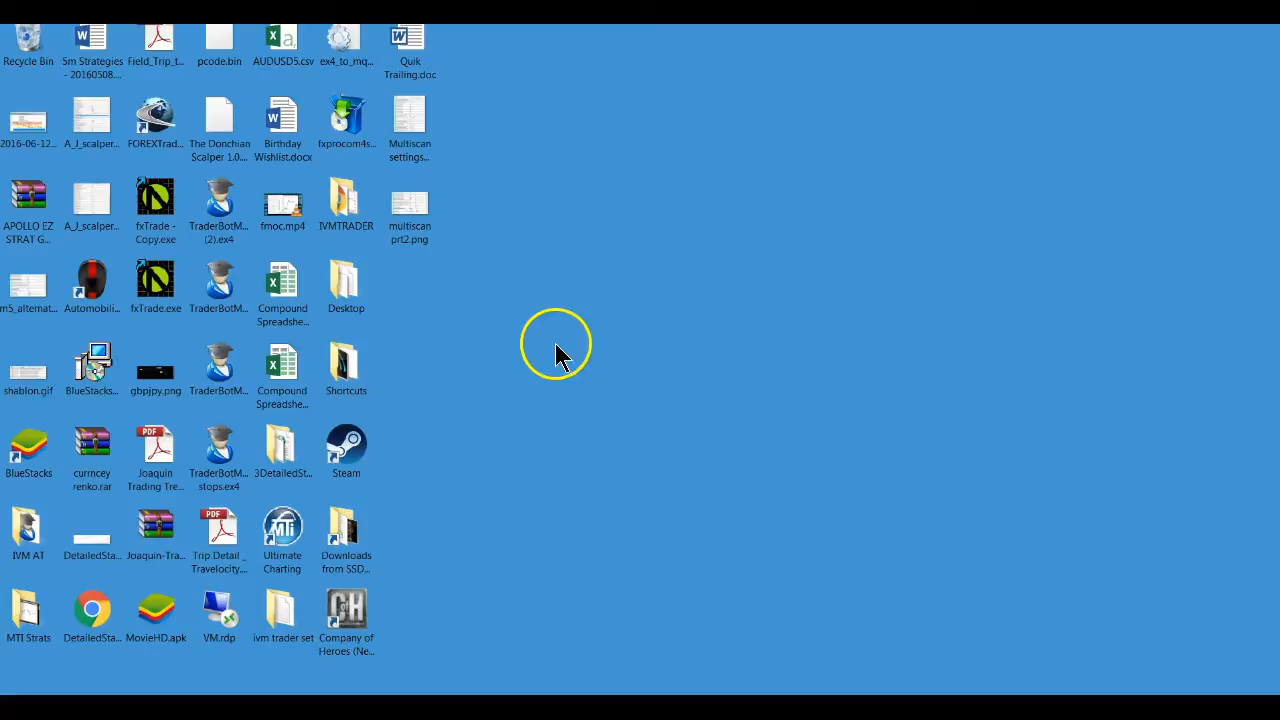 Recycle Bin
5m Strategies
- 20160508....
Field_Trip_t...
pcode.bin
AUDUSD5.csv
ex4_to_mq...
Quik
Trailing.doc
2016-06-12...
A_J_scalper...
FOREXTrad...
The Donchian
Scalper 1.0....
Birthday
Wishlist.docx
fxprocom4s...
Multiscan
settings...
APOLLO EZ
STRAT G...
A_J_scalper...
fxTrade -
Copy.exe
TraderBotM...
(2).ex4
fmoc.mp4
IVMTRADER
multiscan
prt2.png
m5_alternat...
Automobili...
fxTrade.exe
TraderBotM...
Compound
Spreadshe...
Desktop
shablon.gif
BlueStacks...
gbpjpy.png
TraderBotM...
Compound
Spreadshe...
Shortcuts
BlueStacks
currncey
renko.rar
PDF
Joaquin
Trading Tre...
TraderBotM...
stops.ex4
3DetailedSt...
Steam
IVM AT
DetailedSta...
Joaquin-Tra...
PDF
Trip Detail _
Travelocity....
MTi
Ultimate
Charting
Downloads
from SSD...
MTI Strats
DetailedSta...
MovieHD.apk
VM.rdp
ivm trader set
CofH
Company of
Heroes (Ne...